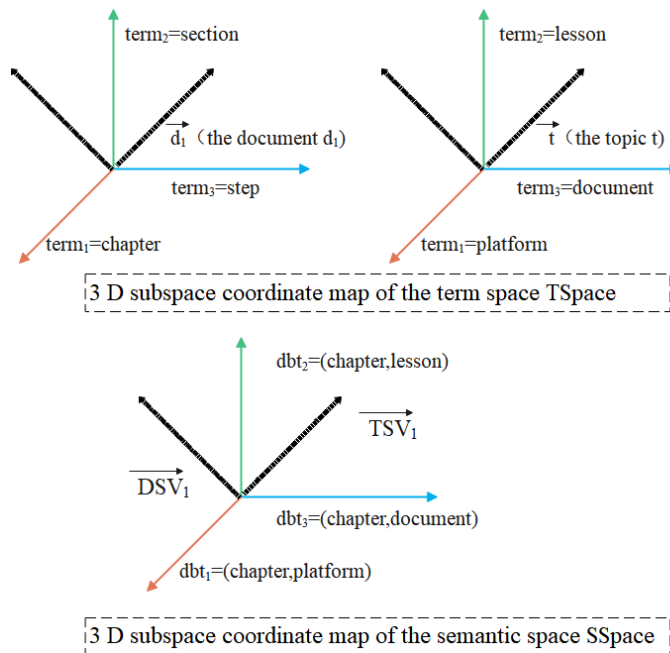 term₂=section
d₁（the document d₁)
term₃=step
term₁=chapter
term₂=lesson
t（the topic t)
term₃=document
term₁=platform
3 D subspace coordinate map of the term space TSpace
dbt₂=(chapter,lesson)
TSV₁
DSV₁
dbt₃=(chapter,document)
dbt₁=(chapter,platform)
3 D subspace coordinate map of the semantic space SSpace